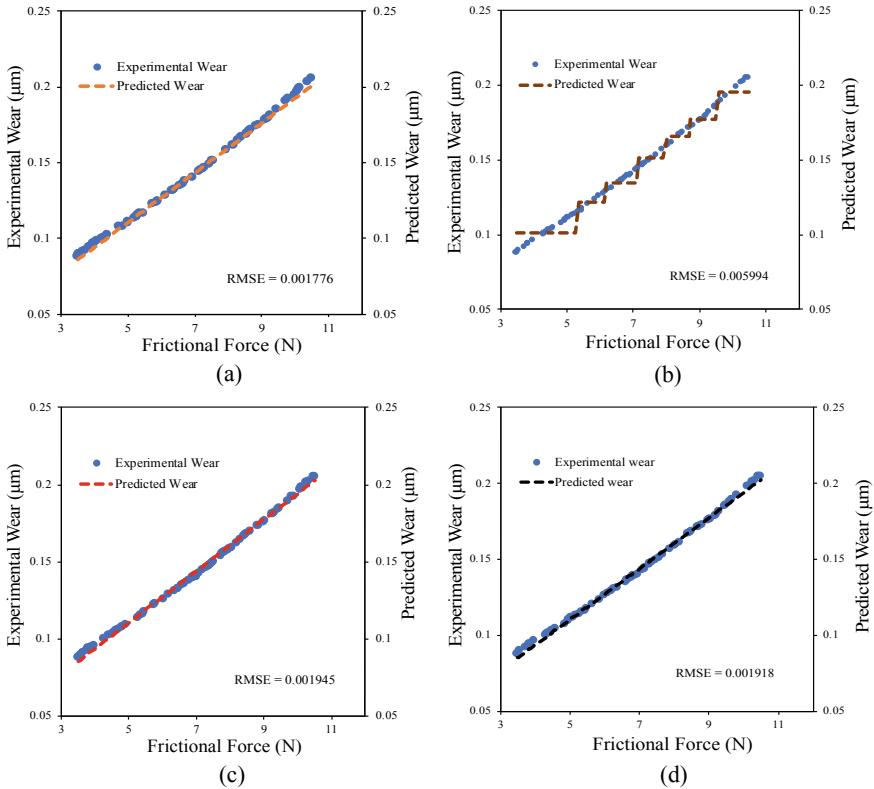 0.25
0.2
0.15
0.1
0.05
Experimental Wear (μm)
0.25
0.2
0.15
0.1
0.05
Predicted Wear (μm)
Experimental Wear
Predicted Wear
RMSE = 0.001776
3 5 7 9 11
Frictional Force (N)
(a)
0.25
0.2
0.15
0.1
0.05
Experimental Wear (μm)
0.25
0.2
0.15
0.1
0.05
Predicted Wear (μm)
Experimental Wear
Predicted Wear
RMSE = 0.005994
3 5 7 9 11
Frictional Force (N)
(b)
0.25
0.2
0.15
0.1
0.05
Experimental Wear (μm)
0.25
0.2
0.15
0.1
0.05
Predicted Wear (μm)
Experimental Wear
Predicted Wear
RMSE = 0.001945
3 5 7 9 11
Frictional Force (N)
(c)
0.25
0.2
0.15
0.1
0.05
Experimental Wear (μm)
0.25
0.2
0.15
0.1
0.05
Predicted Wear (μm)
Experimental wear
Predicted wear
RMSE = 0.001918
3 5 7 9 11
Frictional Force (N)
(d)